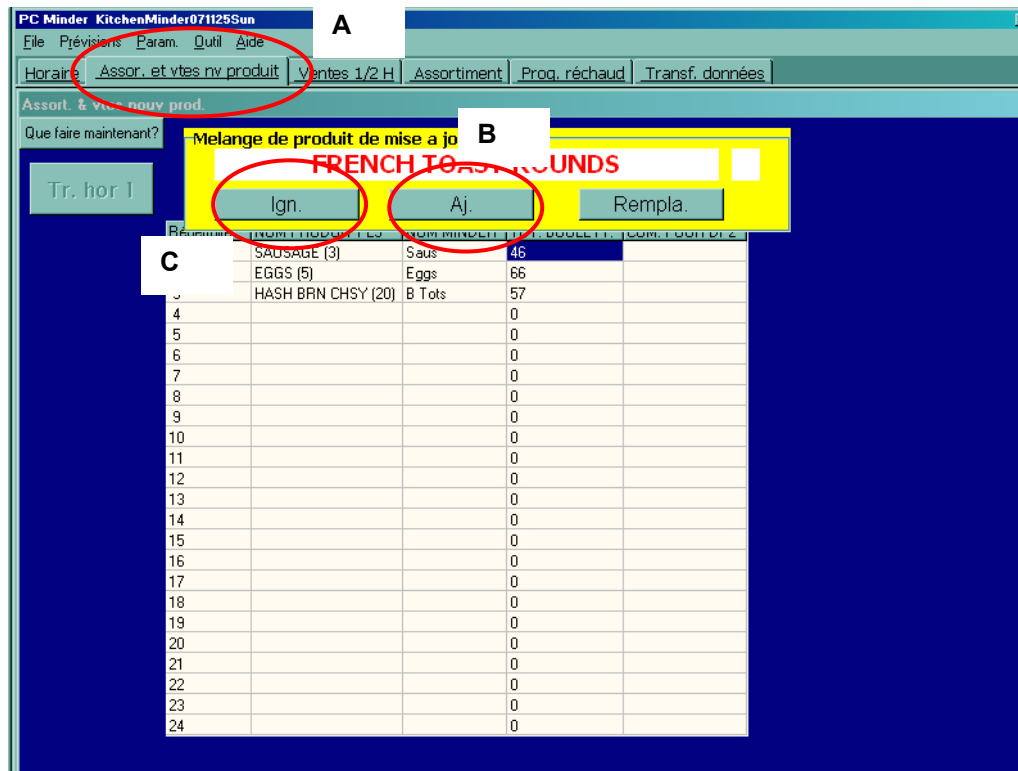 PC Minder KitchenMinder071125Sun
A
File Prévisions Param. Outil Aide
Horaire Assor. et vtes nv produit Ventes 1/2 H Assortiment Prog. réchaud Transf. données
Assort. & vtes nouv prod.
Que faire maintenant?
Melange de produit de mise a jo
B
FRENCH TOAST ROUNDS
Tr. hor 1
Ign. Aj. Rempla.
C
SAUSAGE (3) Saus 46
EGGS (5) Eggs 66
3 HASH BRN CHSY (20) B Tots 57
4 0
5 0
6 0
7 0
8 0
9 0
10 0
11 0
12 0
13 0
14 0
15 0
16 0
17 0
18 0
19 0
20 0
21 0
22 0
23 0
24 0